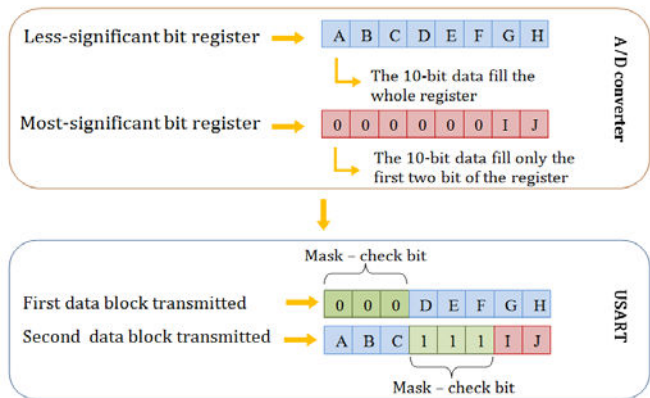 Less-significant bit register
A B C D E F G H
The 10-bit data fill the
whole register
Most-significant bit register
0 0 0 0 0 0 I J
The 10-bit data fill only the
first two bit of the register
A/D converter
Mask – check bit
First data block transmitted
0 0 0 D E F G H
Second data block transmitted
A B C 1 1 1 I J
Mask – check bit
USART